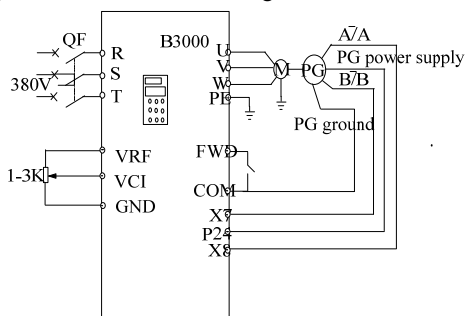 QF
B3000
A/A
R
U
PG power supply
S
V
M
PG
380V
W
B/B
T
PE
PG ground
VRF
FWD
1-3K
VCI
COM
GND
X7
P24
X8